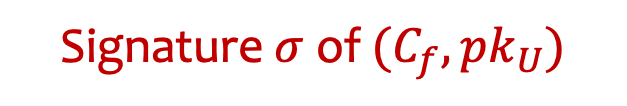 Signature σ of (C_f, pk_U)